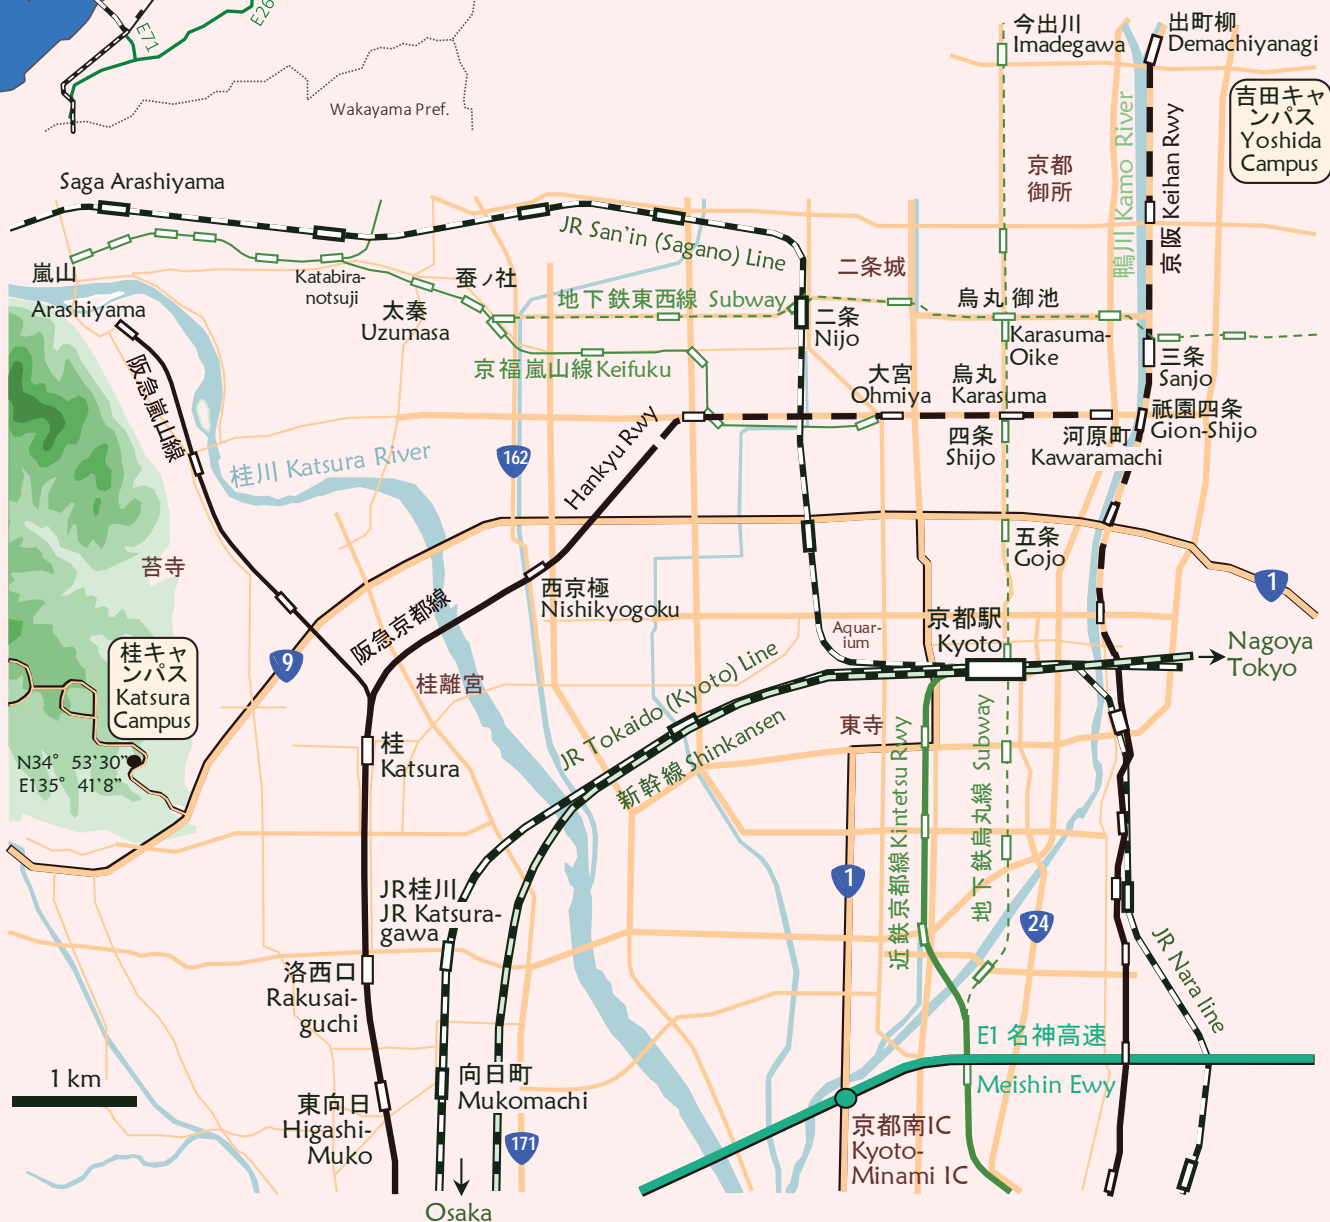 E71
E26
Wakayama Pref.
今出川
Imadegawa
出町柳
Demachiyanagi
吉田キャ
ンパス
Yoshida
Campus
鴨川 Kamo River
京阪 Keihan Rwy
京都
御所
Saga Arashiyama
JR San'in (Sagano) Line
嵐山
Arashiyama
Katabira-
notsuji
太秦
Uzumasa
蚕ノ社
地下鉄東西線 Subway
二条城
二条
Nijo
烏丸御池
Karasuma-
Oike
三条
Sanjo
京福嵐山線 Keifuku
阪急嵐山線
大宮
Ohmiya
烏丸
Karasuma
四条
Shijo
河原町
Kawaramachi
祇園四条
Gion-Shijo
桂川 Katsura River
162
Hankyu Rwy
五条
Gojo
1
苔寺
西京極
Nishikyogoku
阪急京都線
京都駅
Kyoto
Aquar-
ium
Nagoya
Tokyo
9
桂キャ
ンパス
Katsura
Campus
桂離宮
JR Tokaido (Kyoto) Line
新幹線 Shinkansen
東寺
近鉄京都線 Kintetsu Rwy
地下鉄烏丸線 Subway
桂
Katsura
N34° 53'30"
E135° 41'8"
1
24
JR桂川
JR Katsura-
gawa
JR Nara line
洛西口
Rakusai-
guchi
E1 名神高速
Meishin Ewy
1 km
向日町
Mukomachi
東向日
Higashi-
Muko
171
京都南IC
Kyoto-
Minami IC
Osaka